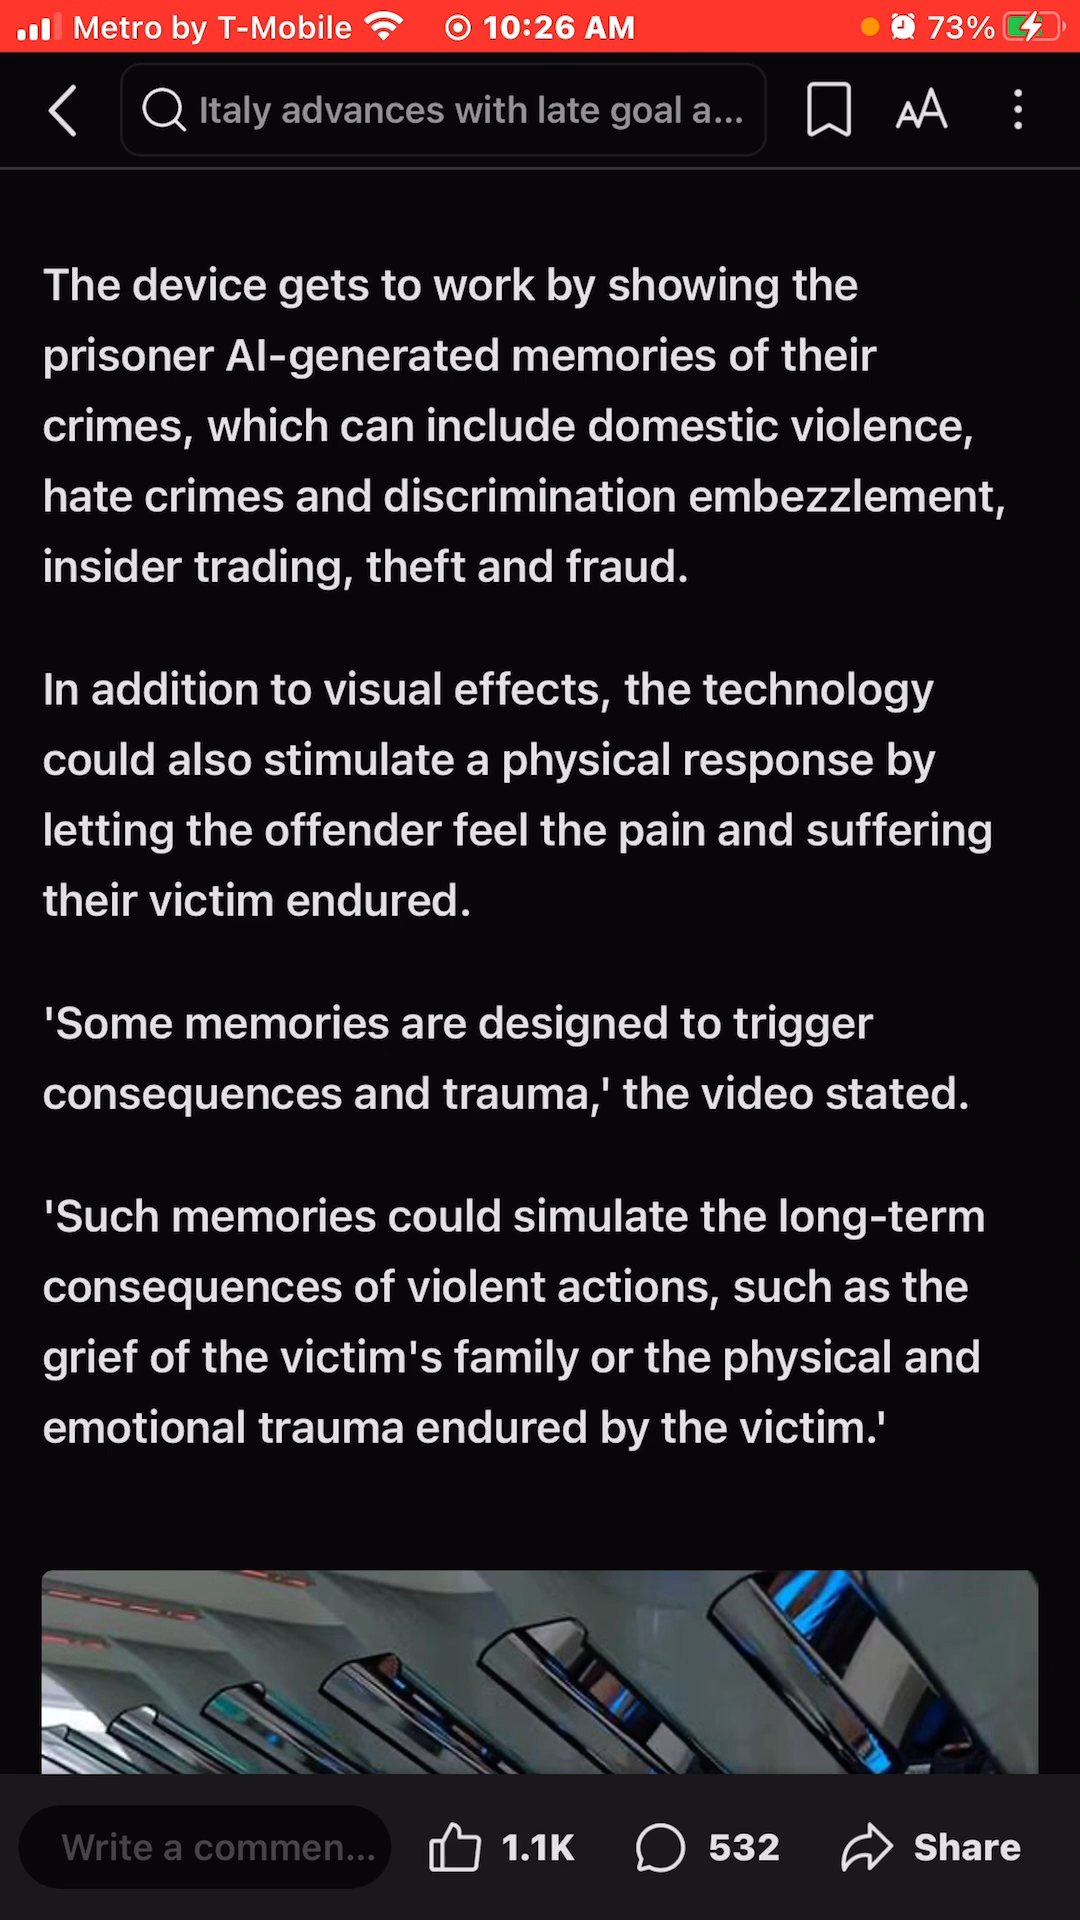 Metro by T-Mobile 10:26 AM 73%
Italy advances with late goal a...
AA
The device gets to work by showing the
prisoner AI-generated memories of their
crimes, which can include domestic violence,
hate crimes and discrimination embezzlement,
insider trading, theft and fraud.
In addition to visual effects, the technology
could also stimulate a physical response by
letting the offender feel the pain and suffering
their victim endured.
'Some memories are designed to trigger
consequences and trauma,' the video stated.
'Such memories could simulate the long-term
consequences of violent actions, such as the
grief of the victim's family or the physical and
emotional trauma endured by the victim.'
Write a commen... 1.1K 532 Share